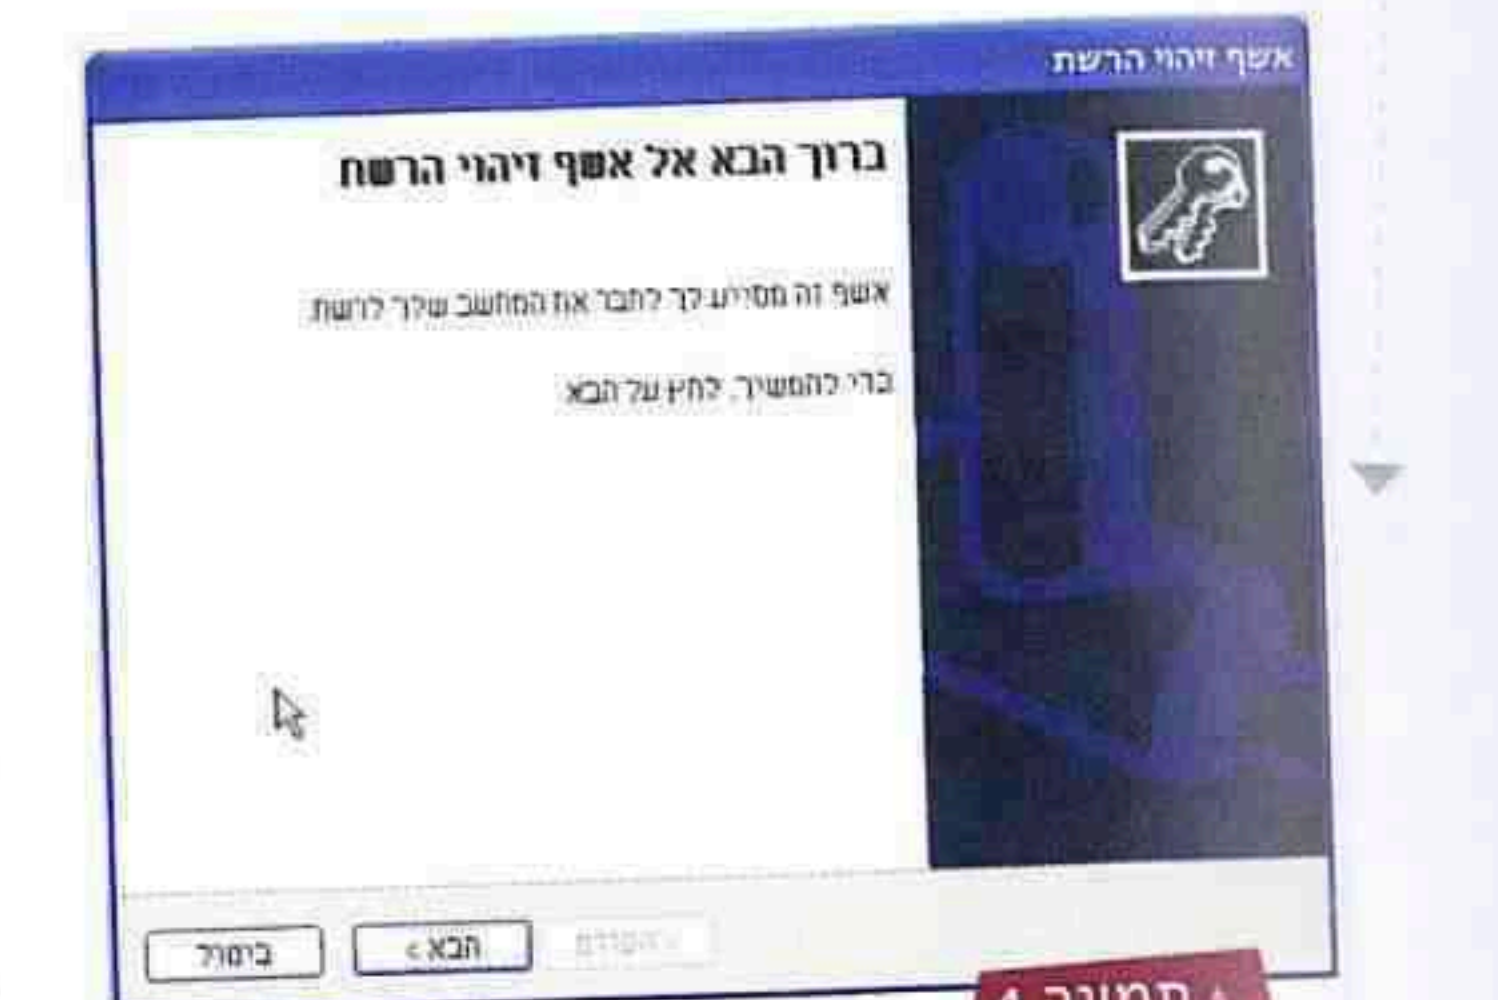 אשף זיהוי הרשת
ברוך הבא אל אשף זיהוי הרשת
אשף זה מסייע לך לחבר את המחשב שלך לרשת.
כדי להמשיך, לחץ על הבא
< הקודם
הבא >
ביטול
תמונה